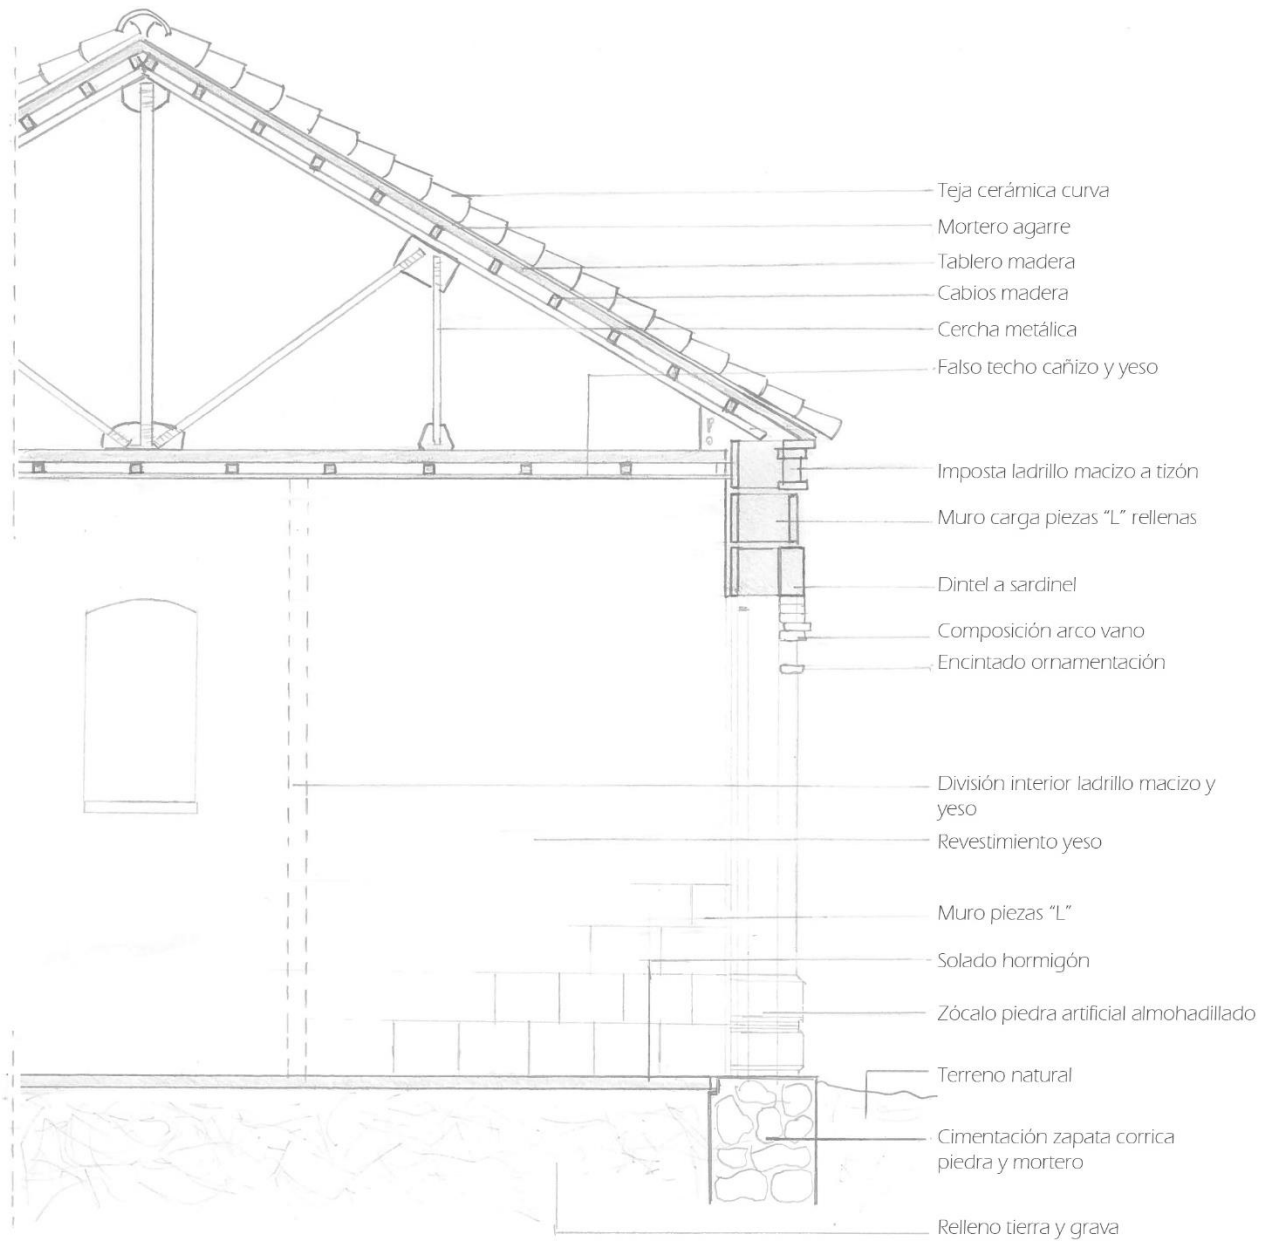 Teja cerámica curva
Mortero agarre
Tablero madera
Cabios madera
Cercha metálica
Falso techo cañizo y yeso
Imposta ladrillo macizo a tizón
Muro carga piezas “L” rellenas
Dintel a sardinel
Composición arco vano
Encintado ornamentación
División interior ladrillo macizo y
yeso
Revestimiento yeso
Muro piezas “L”
Solado hormigón
Zócalo piedra artificial almohadillado
Terreno natural
Cimentación zapata corrica
piedra y mortero
Relleno tierra y grava